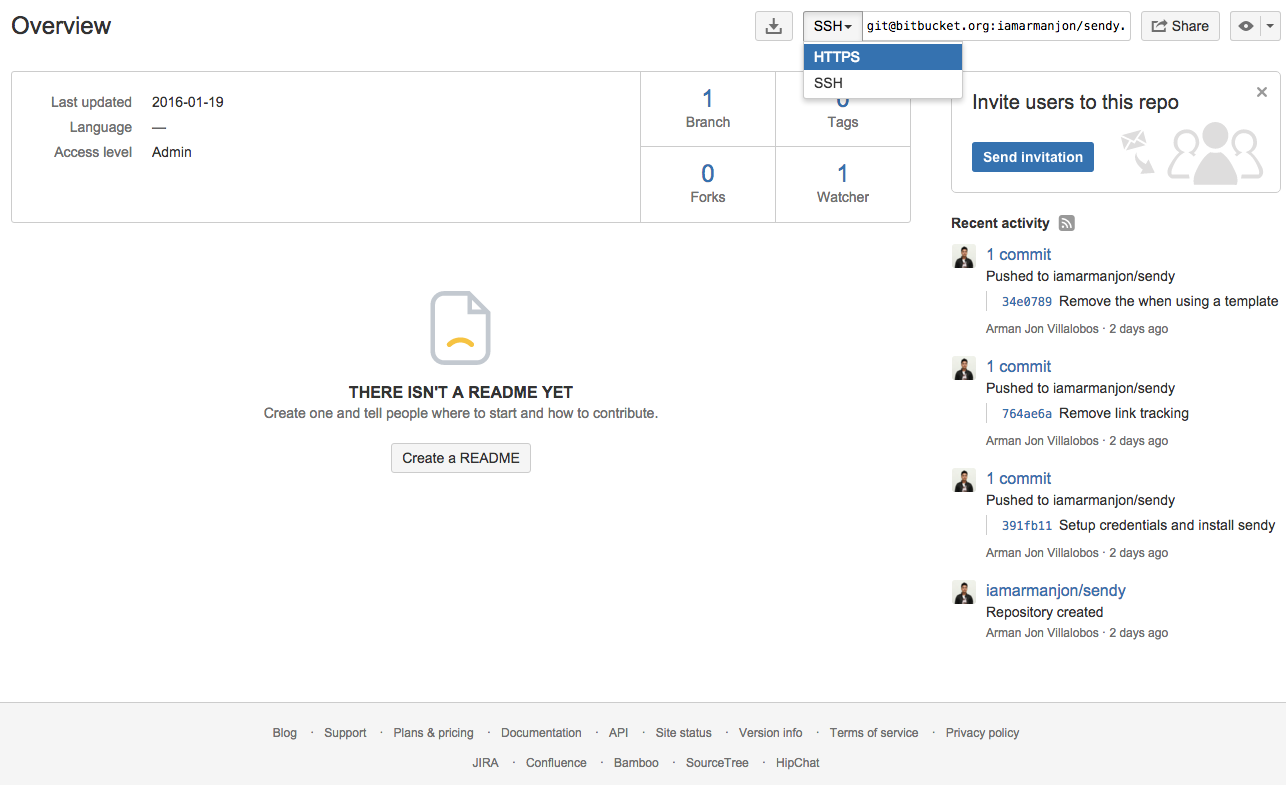 Overview
SSH
git@bitbucket.org:iamarmanjon/sendy.
Share
HTTPS
SSH
Last updated 2016-01-19
Language —
Access level Admin
1
Branch
0
Tags
0
Forks
1
Watcher
Invite users to this repo
Send invitation
THERE ISN'T A README YET
Create one and tell people where to start and how to contribute.
Create a README
Recent activity
1 commit
Pushed to iamarmanjon/sendy
34e0789 Remove the when using a template
Arman Jon Villalobos · 2 days ago
1 commit
Pushed to iamarmanjon/sendy
764ae6a Remove link tracking
Arman Jon Villalobos · 2 days ago
1 commit
Pushed to iamarmanjon/sendy
391fb11 Setup credentials and install sendy
Arman Jon Villalobos · 2 days ago
iamarmanjon/sendy
Repository created
Arman Jon Villalobos · 2 days ago
Blog · Support · Plans & pricing · Documentation · API · Site status · Version info · Terms of service · Privacy policy
JIRA · Confluence · Bamboo · SourceTree · HipChat